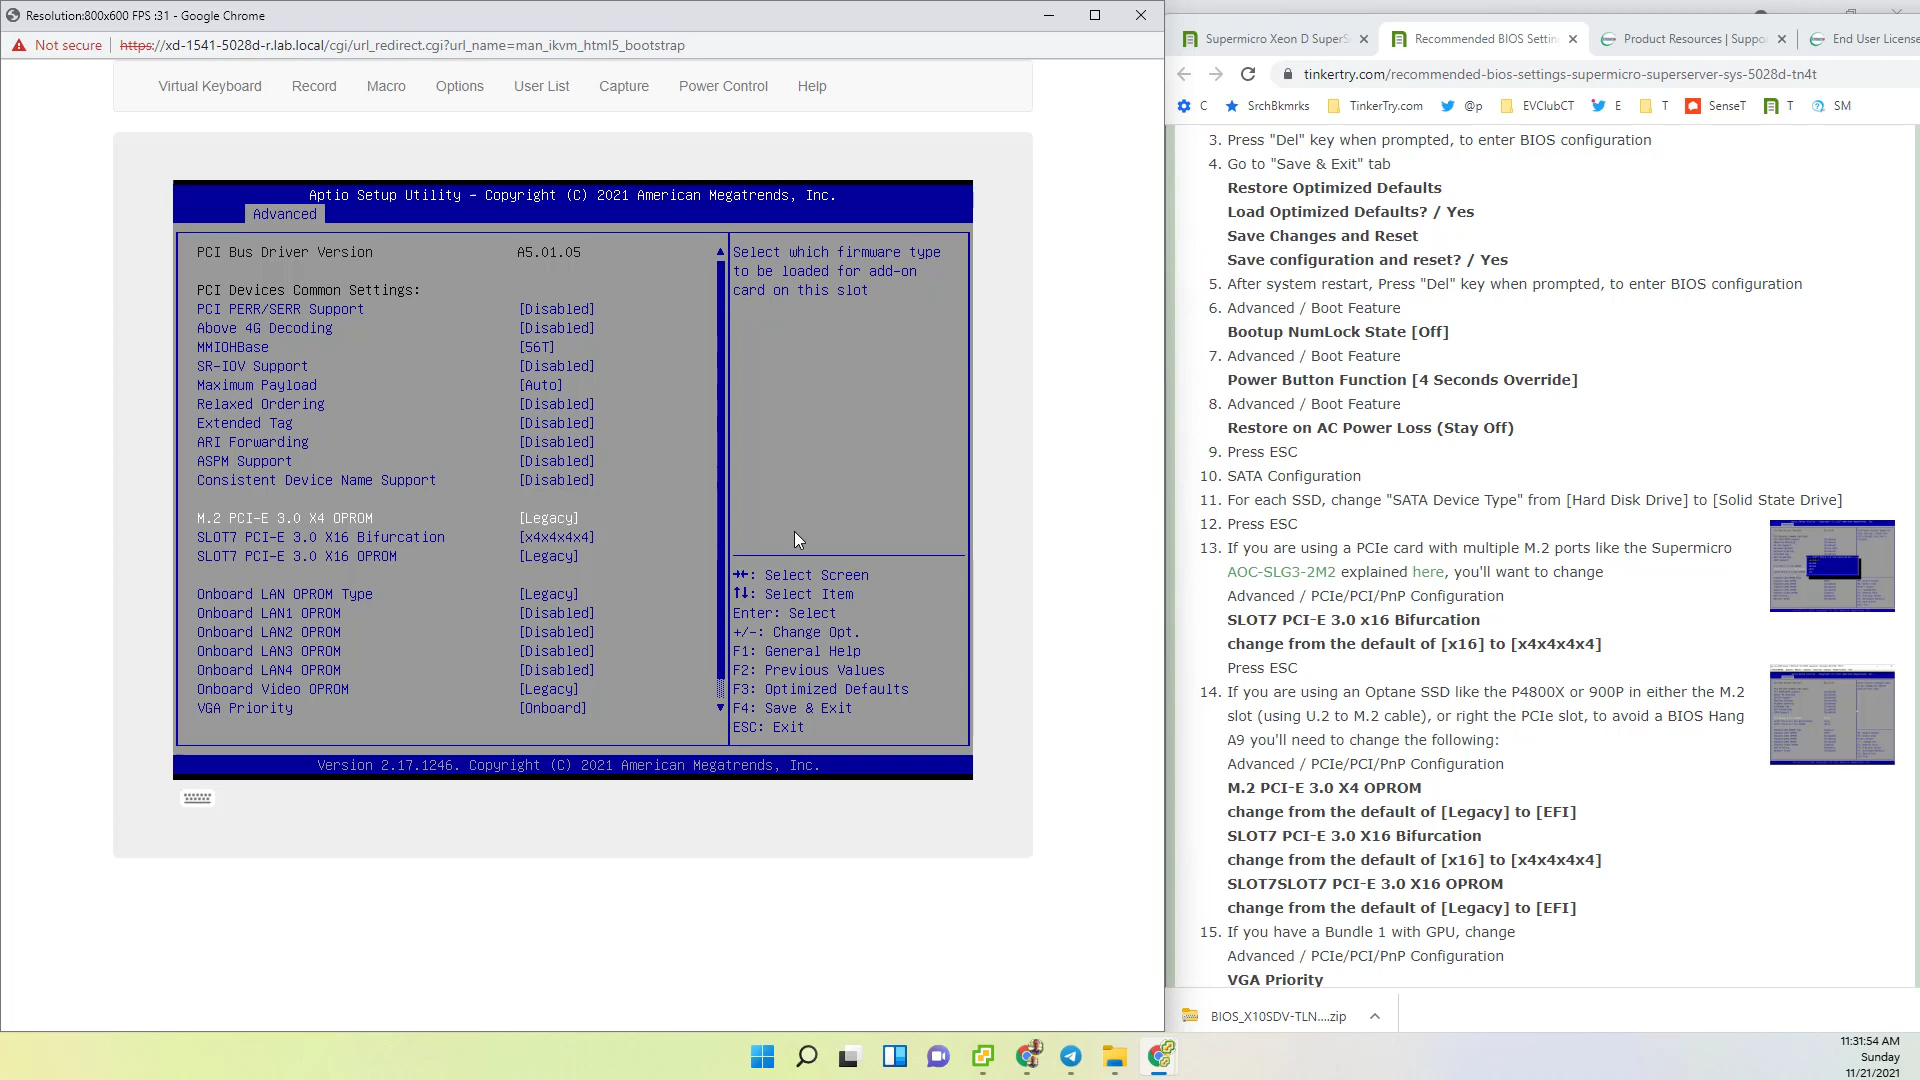 Resolution:800x600 FPS :31 - Google Chrome
Not secure
https://xd-1541-5028d-r.lab.local/cgi/url_redirect.cgi?url_name=man_ikvm_html5_bootstrap
Virtual Keyboard Record Macro Options User List Capture Power Control Help
Aptio Setup Utility – Copyright (C) 2021 American Megatrends, Inc.
Advanced
PCI Bus Driver Version A5.01.05
PCI Devices Common Settings:
PCI PERR/SERR Support [Disabled]
Above 4G Decoding [Disabled]
MMIOHBase [56T]
SR-IOV Support [Disabled]
Maximum Payload [Auto]
Relaxed Ordering [Disabled]
Extended Tag [Disabled]
ARI Forwarding [Disabled]
ASPM Support [Disabled]
Consistent Device Name Support [Disabled]
M.2 PCI-E 3.0 X4 OPROM [Legacy]
SLOT7 PCI-E 3.0 X16 Bifurcation [x4x4x4x4]
SLOT7 PCI-E 3.0 X16 OPROM [Legacy]
Onboard LAN OPROM Type [Legacy]
Onboard LAN1 OPROM [Disabled]
Onboard LAN2 OPROM [Disabled]
Onboard LAN3 OPROM [Disabled]
Onboard LAN4 OPROM [Disabled]
Onboard Video OPROM [Legacy]
VGA Priority [Onboard]
Select which firmware type
to be loaded for add-on
card on this slot
→←: Select Screen
↑↓: Select Item
Enter: Select
+/-: Change Opt.
F1: General Help
F2: Previous Values
F3: Optimized Defaults
F4: Save & Exit
ESC: Exit
Version 2.17.1246. Copyright (C) 2021 American Megatrends, Inc.
Supermicro Xeon D SuperS
Recommended BIOS Settin
Product Resources | Suppo
End User License
tinkertry.com/recommended-bios-settings-supermicro-superserver-sys-5028d-tn4t
C SrchBkmrks TinkerTry.com @p EVClubCT E T SenseT T SM
3. Press "Del" key when prompted, to enter BIOS configuration
4. Go to "Save & Exit" tab
Restore Optimized Defaults
Load Optimized Defaults? / Yes
Save Changes and Reset
Save configuration and reset? / Yes
5. After system restart, Press "Del" key when prompted, to enter BIOS configuration
6. Advanced / Boot Feature
Bootup NumLock State [Off]
7. Advanced / Boot Feature
Power Button Function [4 Seconds Override]
8. Advanced / Boot Feature
Restore on AC Power Loss (Stay Off)
9. Press ESC
10. SATA Configuration
11. For each SSD, change "SATA Device Type" from [Hard Disk Drive] to [Solid State Drive]
12. Press ESC
13. If you are using a PCIe card with multiple M.2 ports like the Supermicro
AOC-SLG3-2M2 explained here, you'll want to change
Advanced / PCIe/PCI/PnP Configuration
SLOT7 PCI-E 3.0 x16 Bifurcation
change from the default of [x16] to [x4x4x4x4]
Press ESC
14. If you are using an Optane SSD like the P4800X or 900P in either the M.2
slot (using U.2 to M.2 cable), or right the PCIe slot, to avoid a BIOS Hang
A9 you'll need to change the following:
Advanced / PCIe/PCI/PnP Configuration
M.2 PCI-E 3.0 X4 OPROM
change from the default of [Legacy] to [EFI]
SLOT7 PCI-E 3.0 X16 Bifurcation
change from the default of [x16] to [x4x4x4x4]
SLOT7SLOT7 PCI-E 3.0 X16 OPROM
change from the default of [Legacy] to [EFI]
15. If you have a Bundle 1 with GPU, change
Advanced / PCIe/PCI/PnP Configuration
VGA Priority
BIOS_X10SDV-TLN....zip
11:31:54 AM
Sunday
11/21/2021